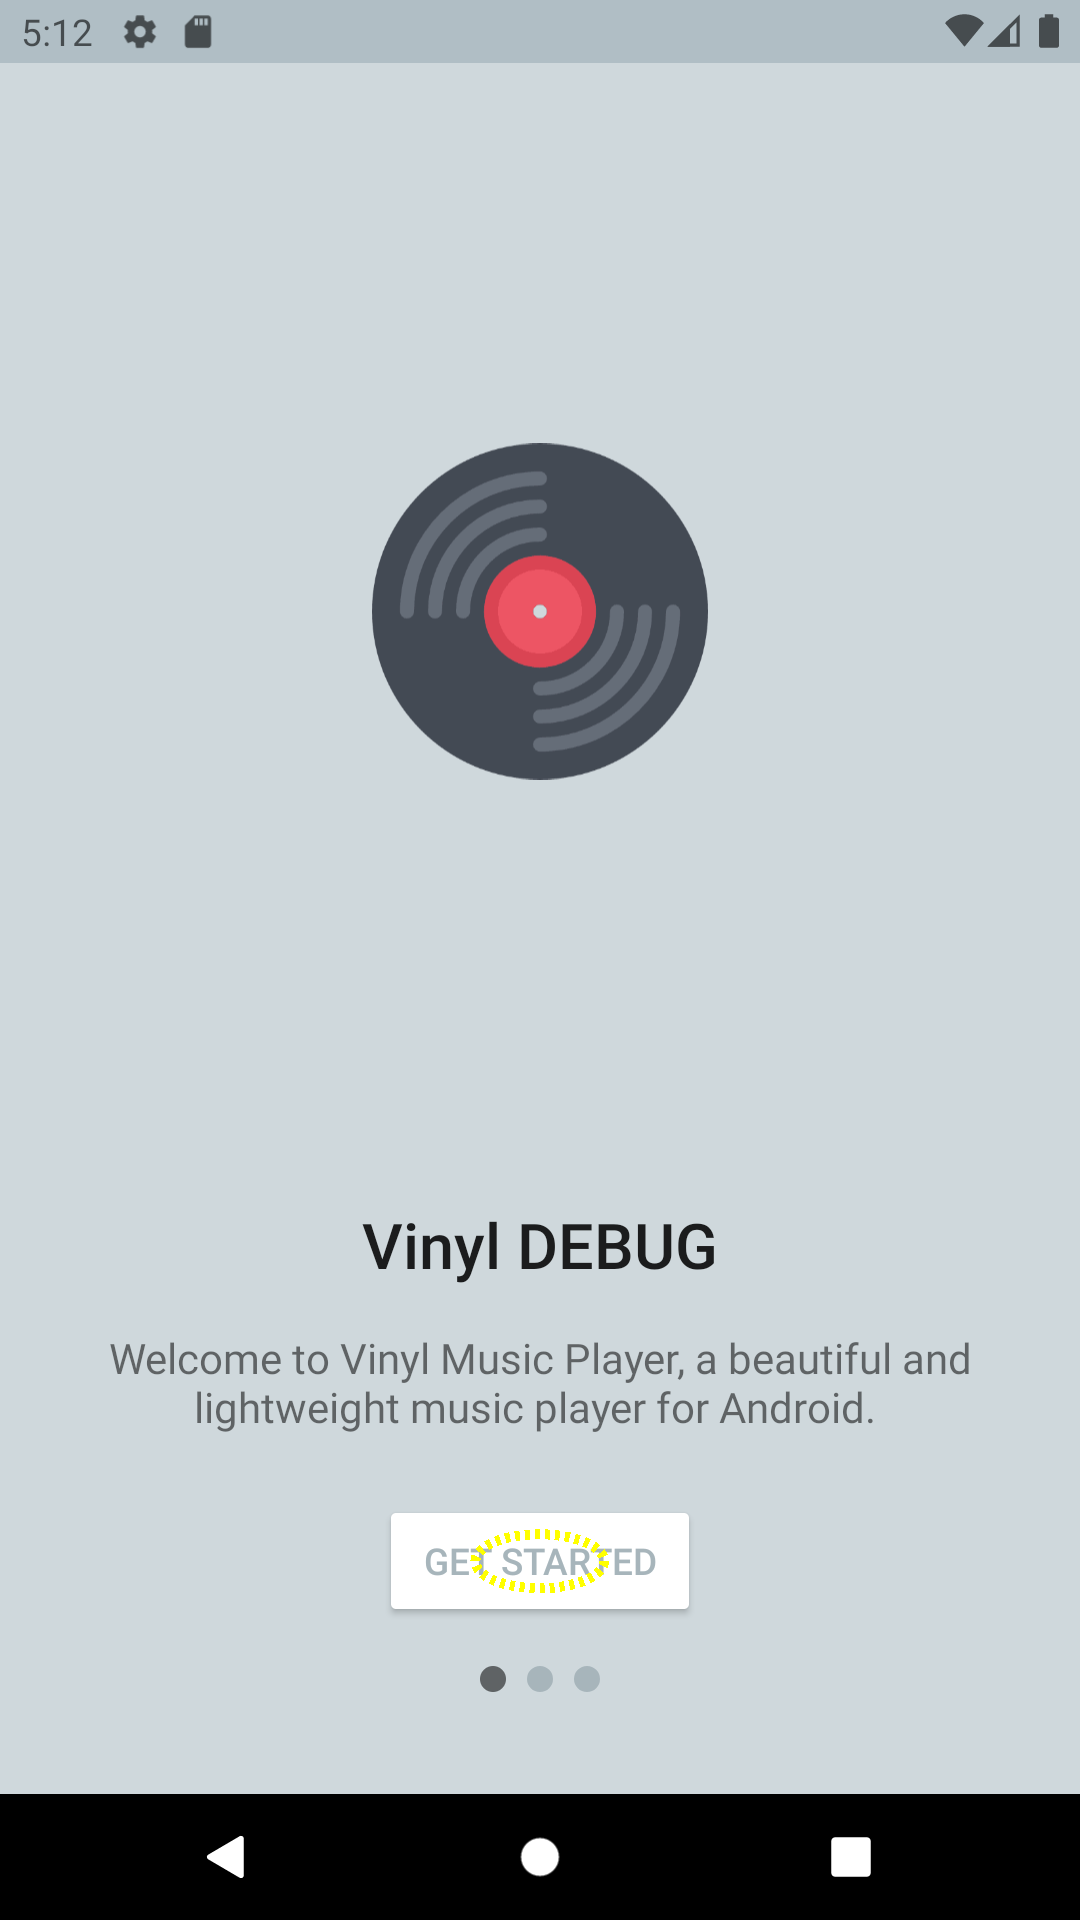 5:12
Vinyl DEBUG
Welcome to Vinyl Music Player, a beautiful and
lightweight music player for Android.
GET STARTED